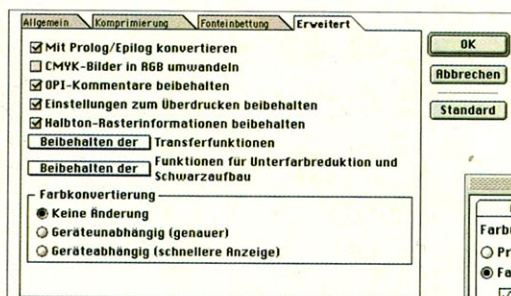 Allgemein Komprimierung Fonteinbettung Erweitert
Mit Prolog/Epilog konvertieren
CMYK-Bilder in RGB umwandeln
OPI-Kommentare beibehalten
Einstellungen zum Überdrucken beibehalten
Halbton-Rasterinformationen beibehalten
Beibehalten der Transferfunktionen
Beibehalten der Funktionen für Unterfarbreduktion und
Schwarzaufbau
Farbkonvertierung
Keine Änderung
Geräteunabhängig (genauer)
Geräteabhängig (schnellere Anzeige)
OK
Abbrechen
Standard